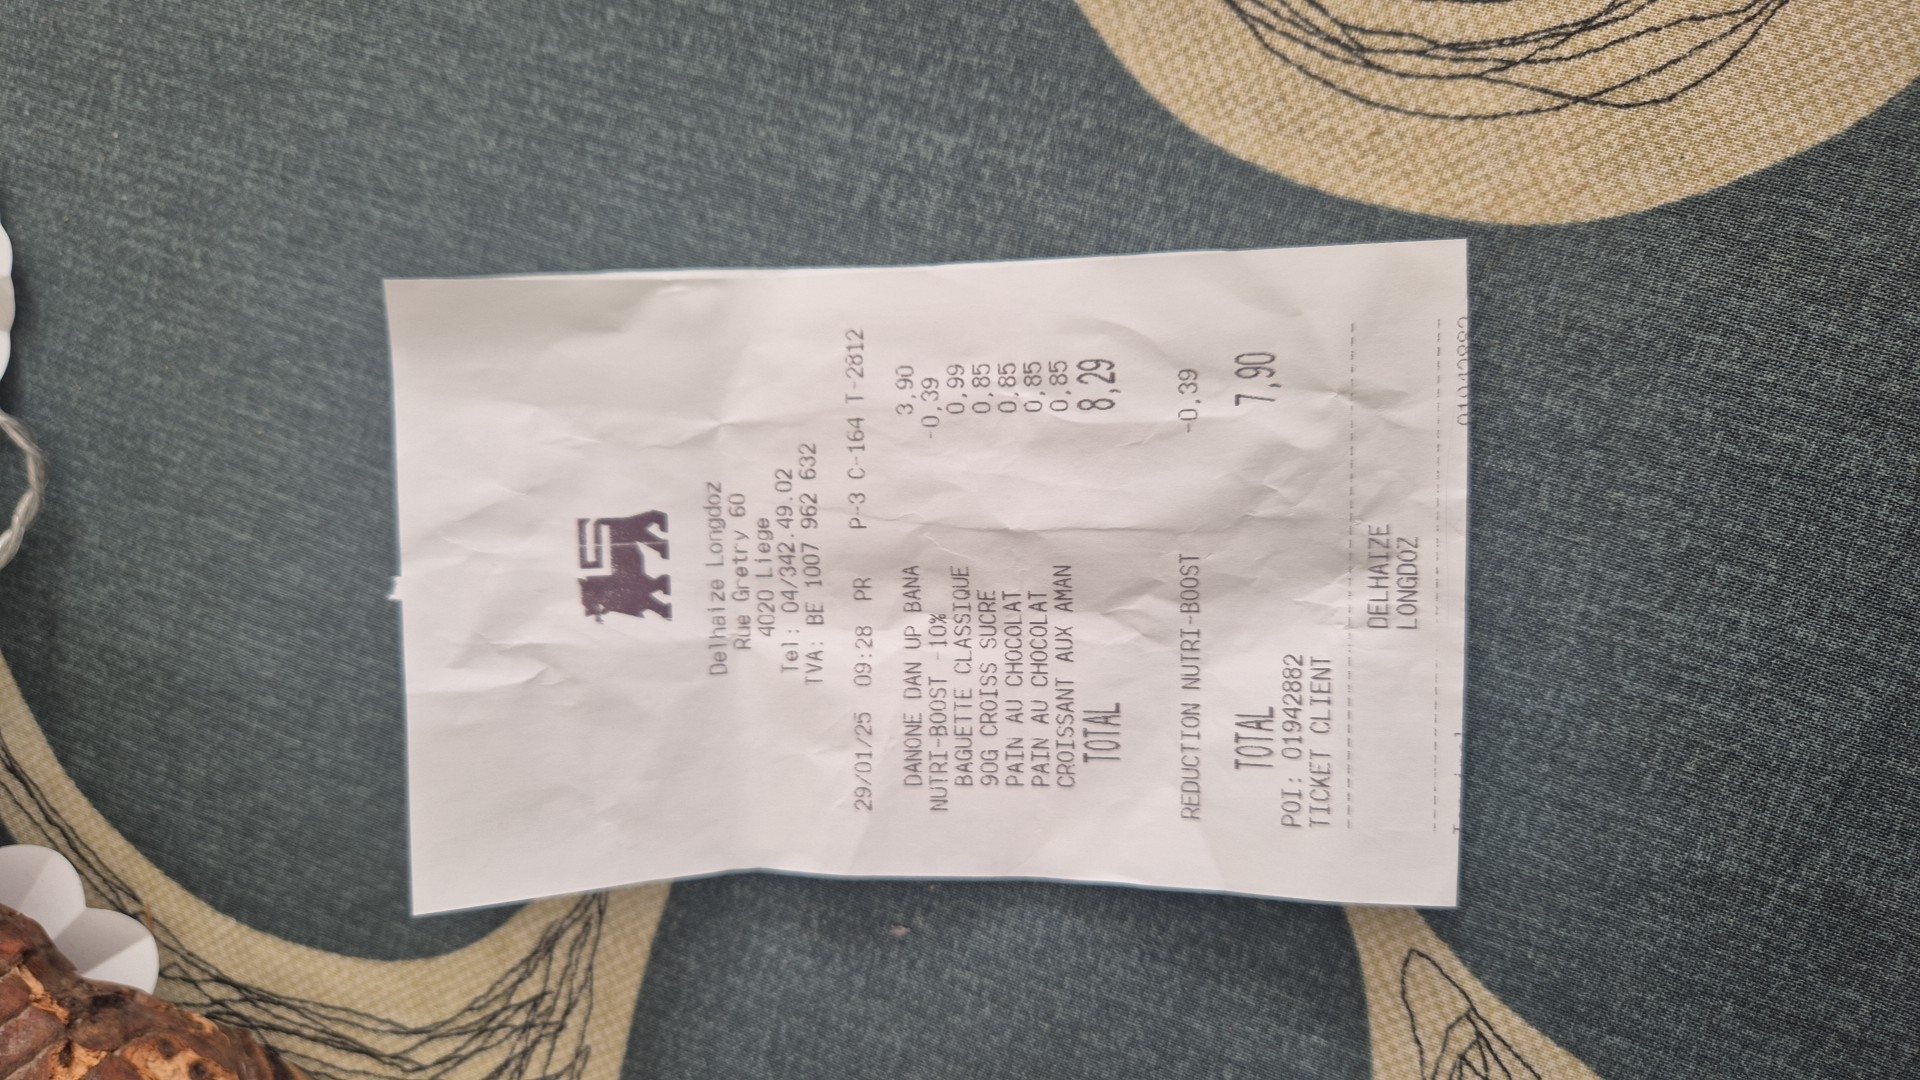 Delhaize Longdoz
Rue Gretry 60
4020 Liege
Tel: 04/342.49.02
TVA: BE 1007 962 632
29/01/25 09:28 PR P-3 C-164 T-2812
DANONE DAN UP BANA 3,90
NUTRI-BOOST -10% -0,39
BAGUETTE CLASSIQUE 0,99
90G CROISS SUCRE 0,85
PAIN AU CHOCOLAT 0,85
PAIN AU CHOCOLAT 0,85
CROISSANT AUX AMAN 0,85
TOTAL 8,29
REDUCTION NUTRI-BOOST -0,39
TOTAL 7,90
POI: 01942882
TICKET CLIENT
DELHAIZE
LONGDOZ